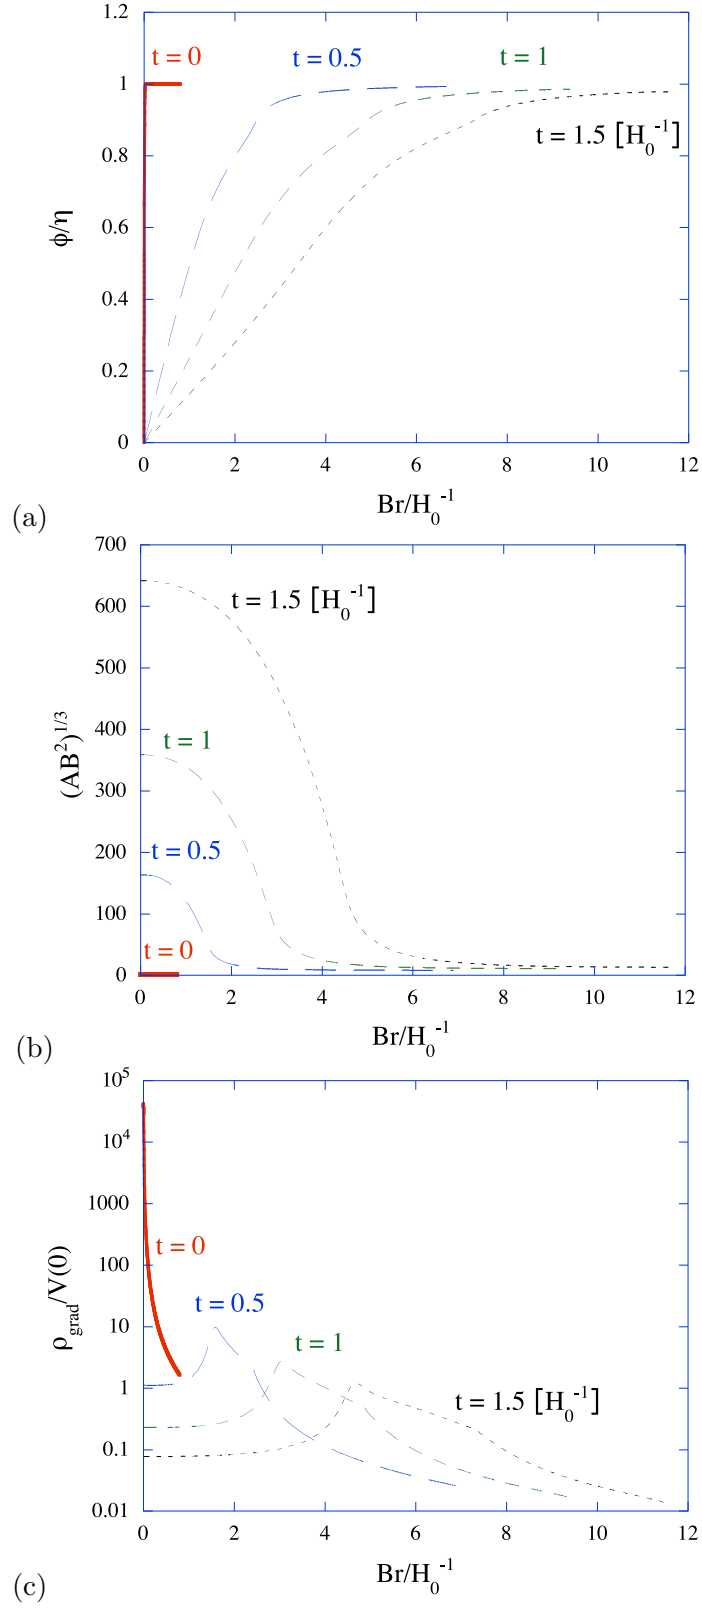 1.2
t = 0
t = 0.5
t = 1
1
t = 1.5 [H₀⁻¹]
0.8
ϕ/η
0.6
0.4
0.2
0
0 2 4 6 8 10 12
Br/H₀⁻¹
(a)
700
t = 1.5 [H₀⁻¹]
600
500
(AB²)^1/3
400
t = 1
300
200
t = 0.5
100
t = 0
0
0 2 4 6 8 10 12
Br/H₀⁻¹
(b)
10⁵
10⁴
1000
t = 0
100
ρ_grad/V(0)
t = 0.5
10
t = 1
1
t = 1.5 [H₀⁻¹]
0.1
0.01
0 2 4 6 8 10 12
Br/H₀⁻¹
(c)